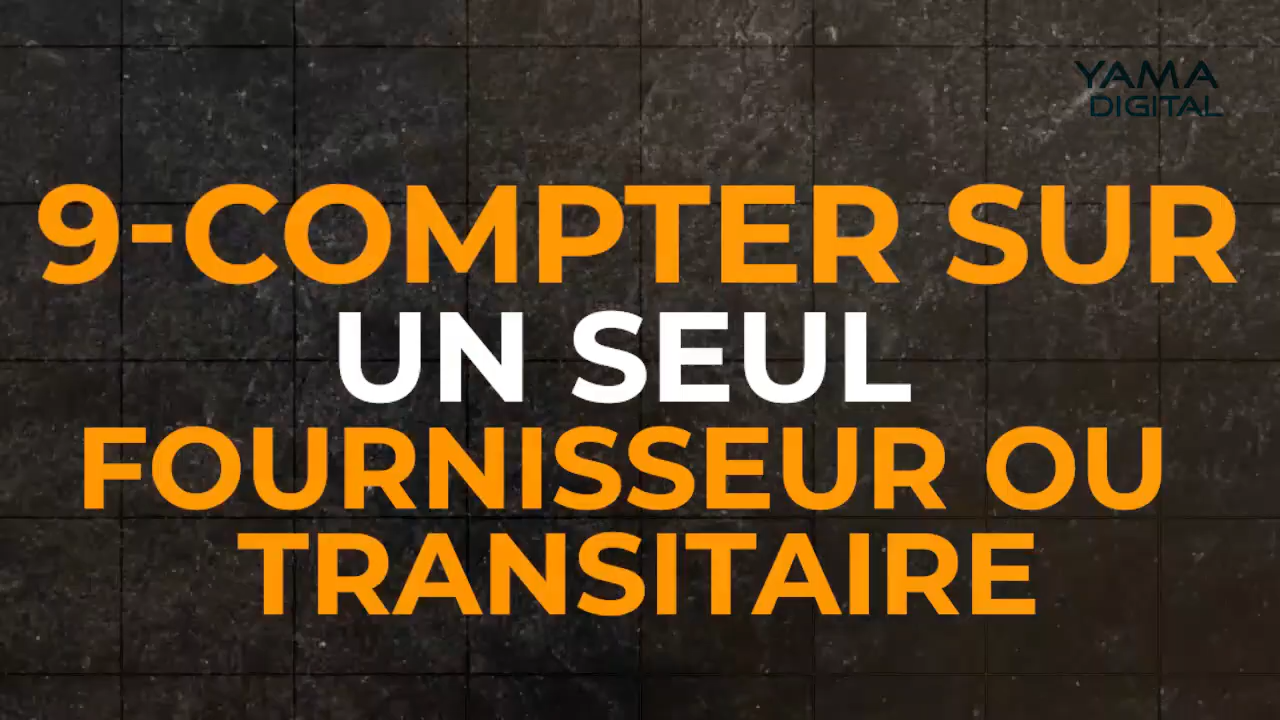 YAMA
DIGITAL
9-COMPTER SUR
UN SEUL
FOURNISSEUR OU
TRANSITAIRE